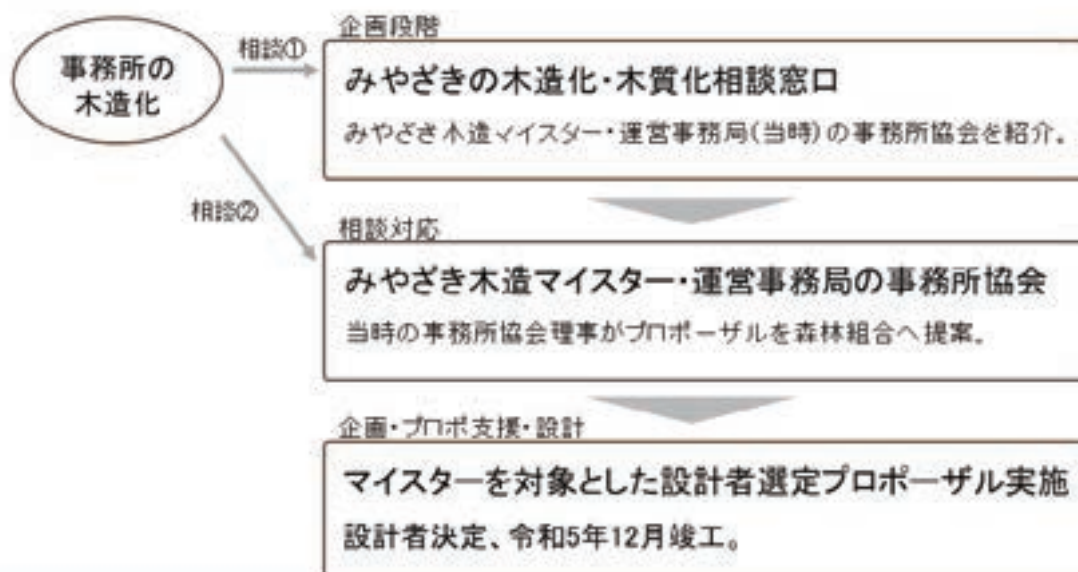 事務所の
木造化
相談①
相談②
企画段階
みやざきの木造化・木質化相談窓口
みやざき木造マイスター・運営事務局(当時)の事務所協会を紹介。
相談対応
みやざき木造マイスター・運営事務局の事務所協会
当時の事務所協会理事がプロポーザルを森林組合へ提案。
企画・プロポ支援・設計
マイスターを対象とした設計者選定プロポーザル実施
設計者決定、令和5年12月竣工。